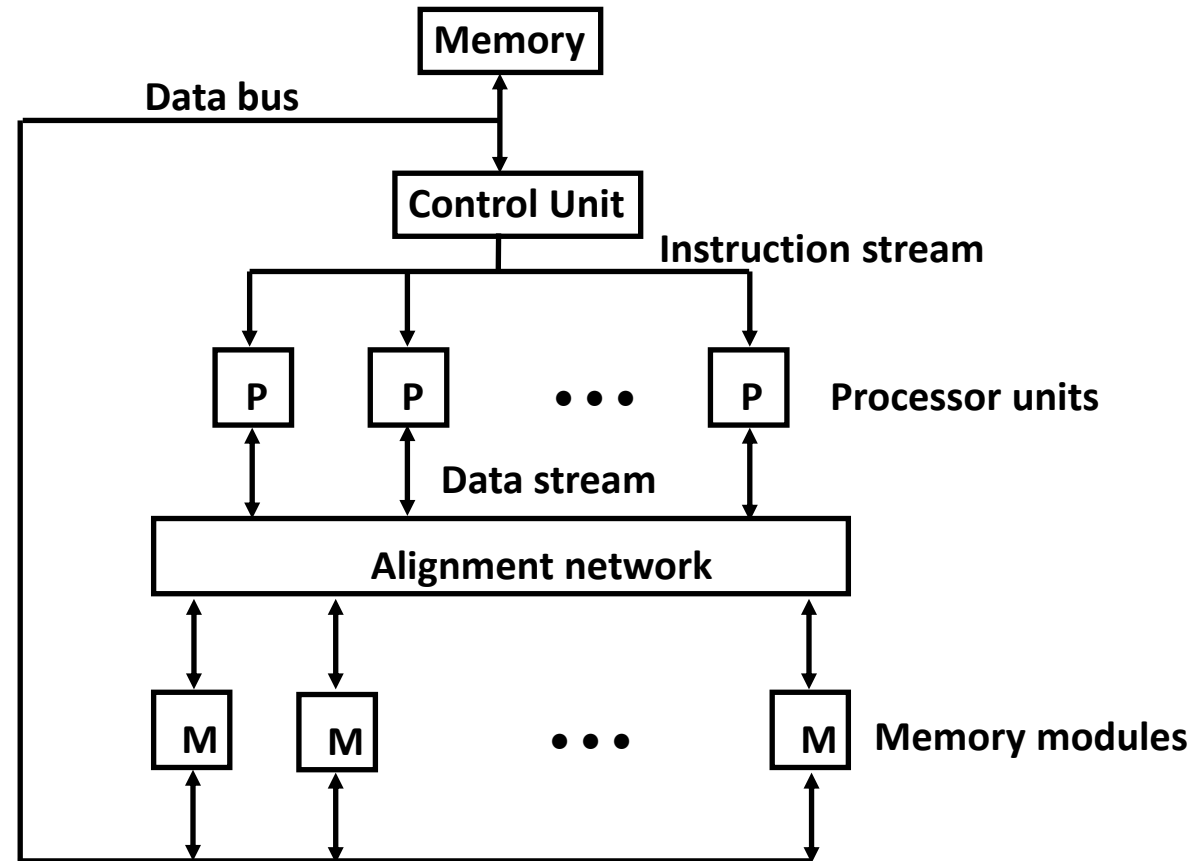 Memory
Data bus
Control Unit
Instruction stream
P
P
•••
P
Processor units
Data stream
Alignment network
M
M
•••
M
Memory modules